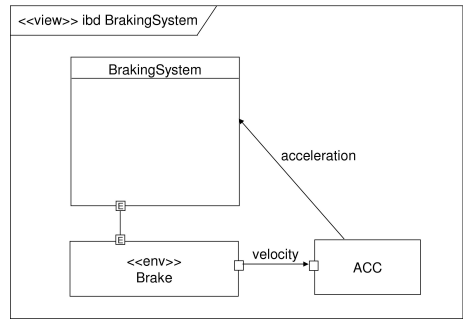 <<view>> ibd BrakingSystem
BrakingSystem
acceleration
E
E
<<env>>
Brake
velocity
ACC